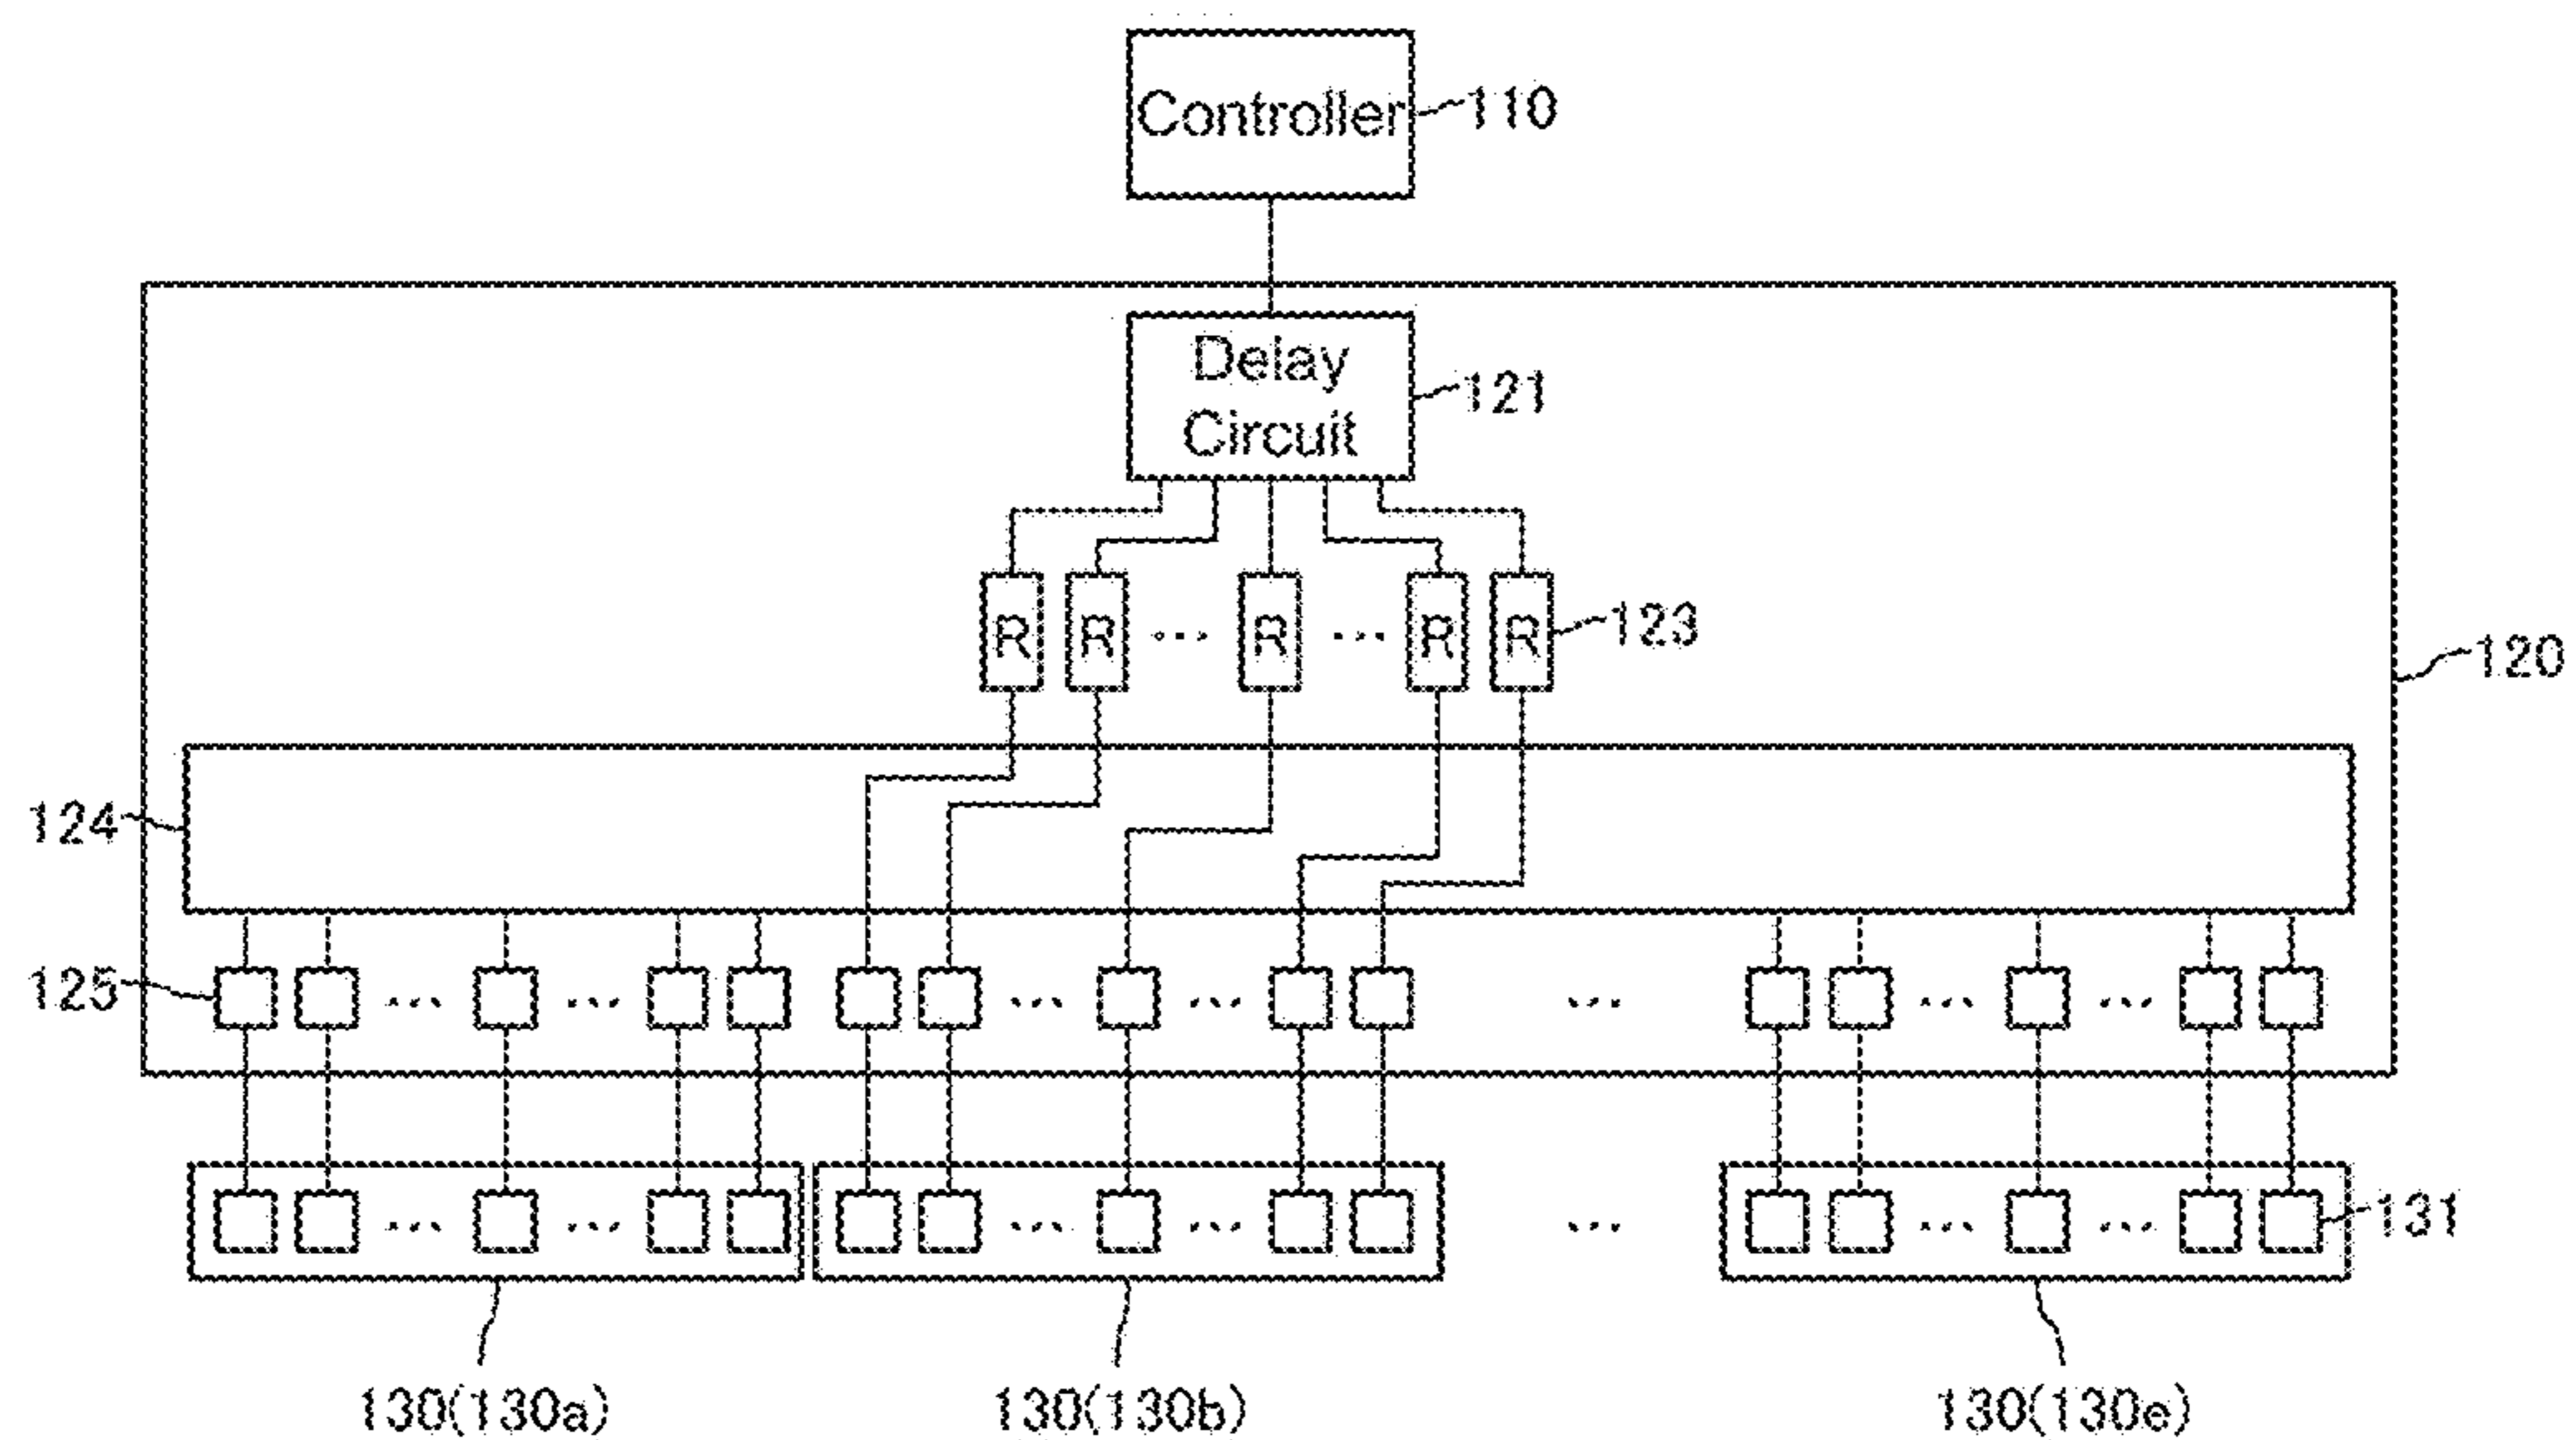 Controller
110
Delay
Circuit
121
R R ... R ... R R
123
120
124
125
... ... ... ... ... ... ...
... ... ... ... ... ... ...
131
130(130a)
130(130b)
130(130e)